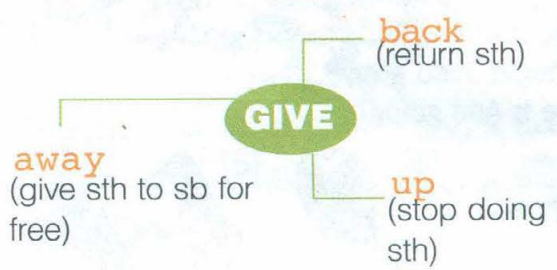 back
(return sth)
GIVE
away
(give sth to sb for
free)
up
(stop doing
sth)